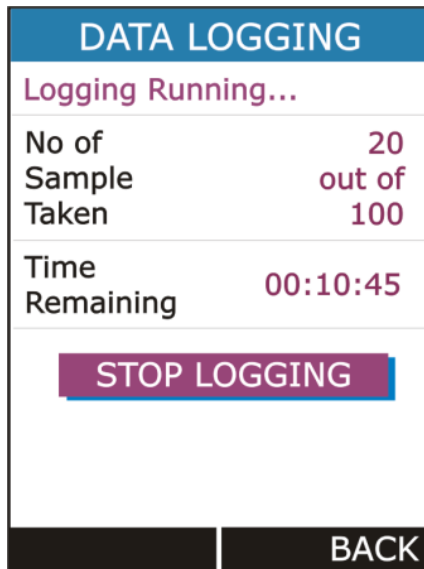 DATA LOGGING
Logging Running...
No of 20
Sample out of
Taken 100
Time
Remaining 00:10:45
STOP LOGGING
BACK